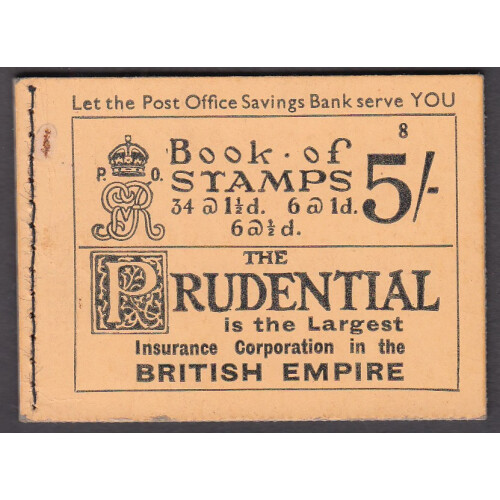 Let the Post Office Savings Bank serve YOU
8
Book · of
P. O.
STAMPS 5/-
34 @ 1½d. 6 @ 1d.
6 @ ½d.
THE
PRUDENTIAL
is the Largest
Insurance Corporation in the
BRITISH EMPIRE